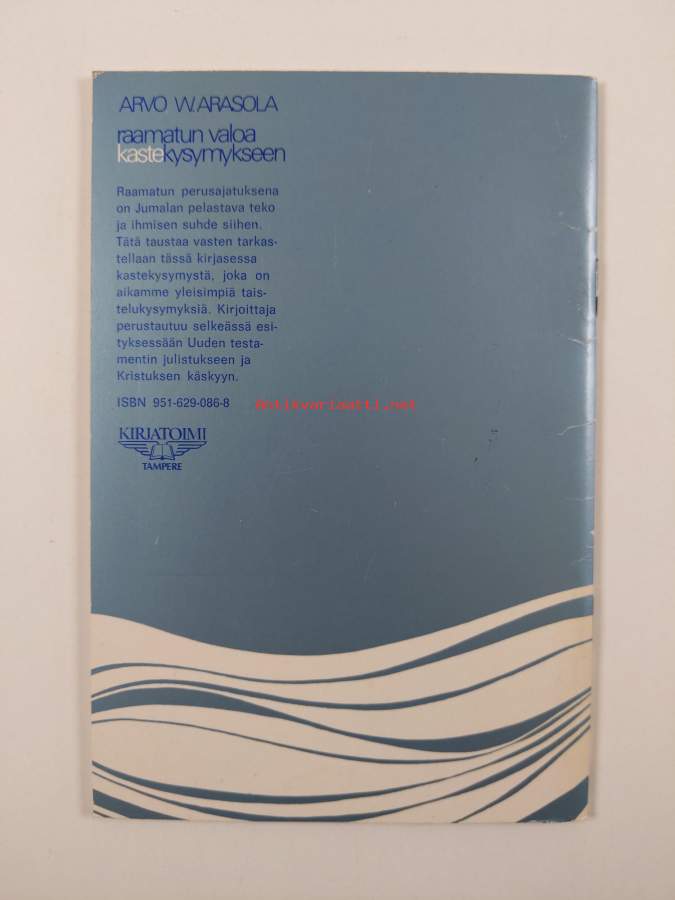 ARVO W. ARASOLA
raamatun valoa
kastekysymykseen
Raamatun perusajatuksena
on Jumalan pelastava teko
ja ihmisen suhde siihen.
Tätä taustaa vasten tarkas-
tellaan tässä kirjasessa
kastekysymystä, joka on
aikamme yleisimpiä tais-
telukysymyksiä. Kirjoittaja
perustautuu selkeässä esi-
tyksessään Uuden testa-
mentin julistukseen ja
Kristuksen käskyyn.
ISBN 951-629-086-8
Antikvariaatti.net
KIRJATOIMI
TAMPERE